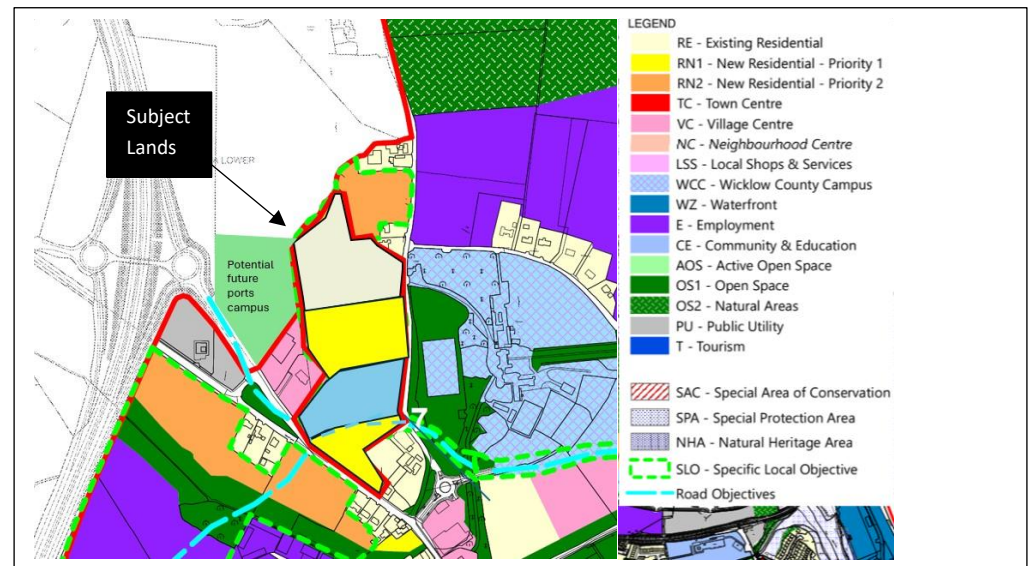 Subject
Lands
A LOWER
Potential
future
ports
campus
7
LEGEND
RE - Existing Residential
RN1 - New Residential - Priority 1
RN2 - New Residential - Priority 2
TC - Town Centre
VC - Village Centre
NC - Neighbourhood Centre
LSS - Local Shops & Services
WCC - Wicklow County Campus
WZ - Waterfront
E - Employment
CE - Community & Education
AOS - Active Open Space
OS1 - Open Space
OS2 - Natural Areas
PU - Public Utility
T - Tourism
SAC - Special Area of Conservation
SPA - Special Protection Area
NHA - Natural Heritage Area
SLO - Specific Local Objective
Road Objectives